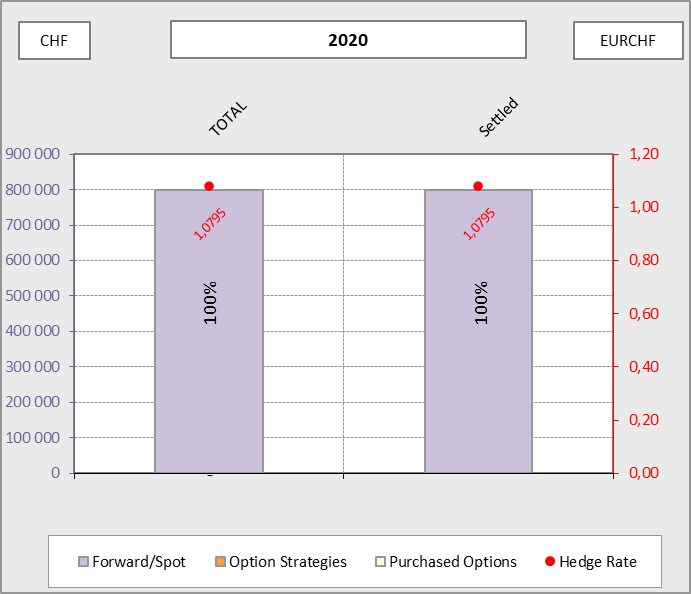 CHF
2020
EURCHF
TOTAL
Settled
900 000
800 000
700 000
600 000
500 000
400 000
300 000
200 000
100 000
0
1,20
1,00
0,80
0,60
0,40
0,20
0,00
1,0795
1,0795
100%
100%
-
Forward/Spot
Option Strategies
Purchased Options
Hedge Rate